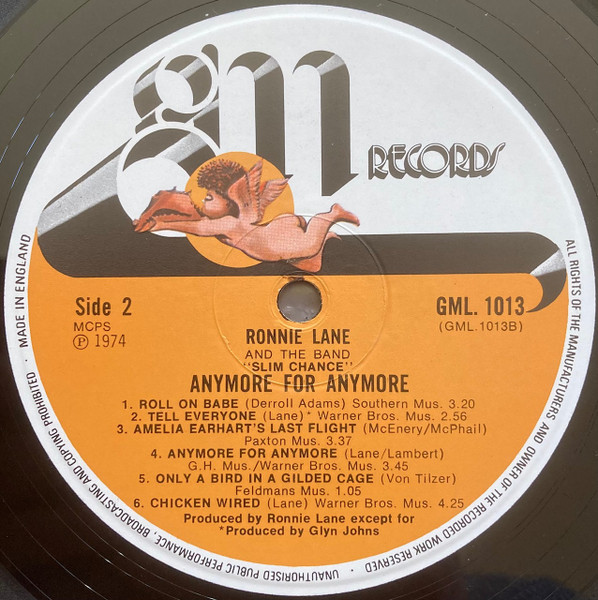 gm RECORDS
Side 2
MCPS
℗ 1974
GML. 1013
(GML.1013B)
RONNIE LANE
AND THE BAND
"SLIM CHANCE"
ANYMORE FOR ANYMORE
1. ROLL ON BABE (Derroll Adams) Southern Mus. 3.20
2. TELL EVERYONE (Lane)* Warner Bros. Mus. 2.56
3. AMELIA EARHART'S LAST FLIGHT (McEnery/McPhail)
Paxton Mus. 3.37
4. ANYMORE FOR ANYMORE (Lane/Lambert)
G.H. Mus./Warner Bros. Mus. 3.45
5. ONLY A BIRD IN A GILDED CAGE (Von Tilzer)
Feldmans Mus. 1.05
6. CHICKEN WIRED (Lane) Warner Bros. Mus. 4.25
Produced by Ronnie Lane except for
*Produced by Glyn Johns
ALL RIGHTS OF THE MANUFACTURERS AND OWNER OF THE RECORDED WORK RESERVED · UNAUTHORISED PUBLIC PERFORMANCE, BROADCASTING AND COPYING PROHIBITED · MADE IN ENGLAND